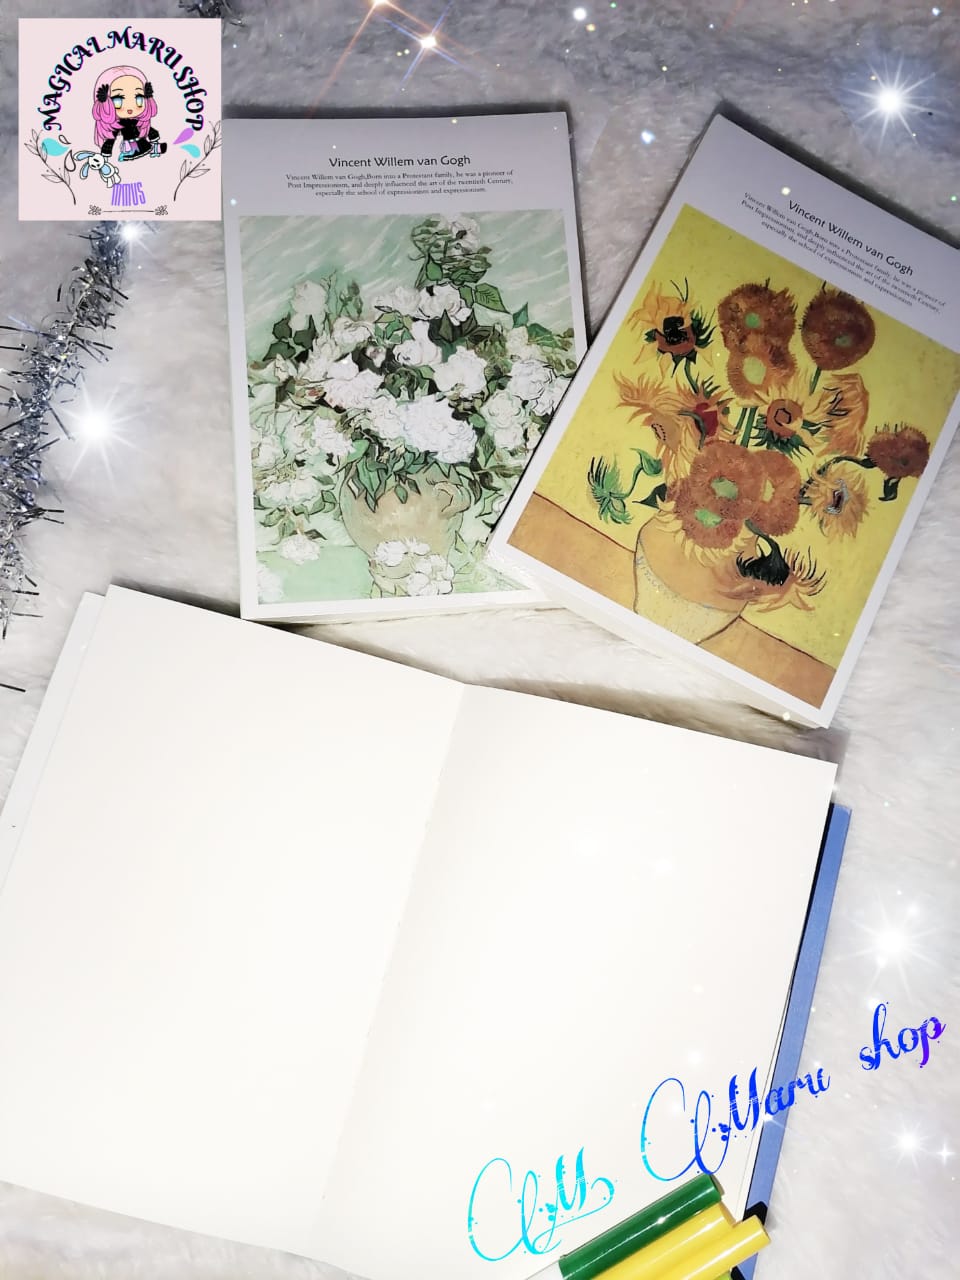 MAGICAL MARU SHOP
MIMUS
Vincent Willem van Gogh
Vincent Willem van Gogh,Born into a Protestant family, he was a pioneer of
Post Impressionism, and deeply influenced the art of the twentieth Century,
especially the school of expressionism and expressionism.
Vincent Willem van Gogh
Vincent Willem van Gogh,Born into a Protestant family, he was a pioneer of
Post Impressionism, and deeply influenced the art of the twentieth Century,
especially the school of expressionism and expressionism.
M Maru shop